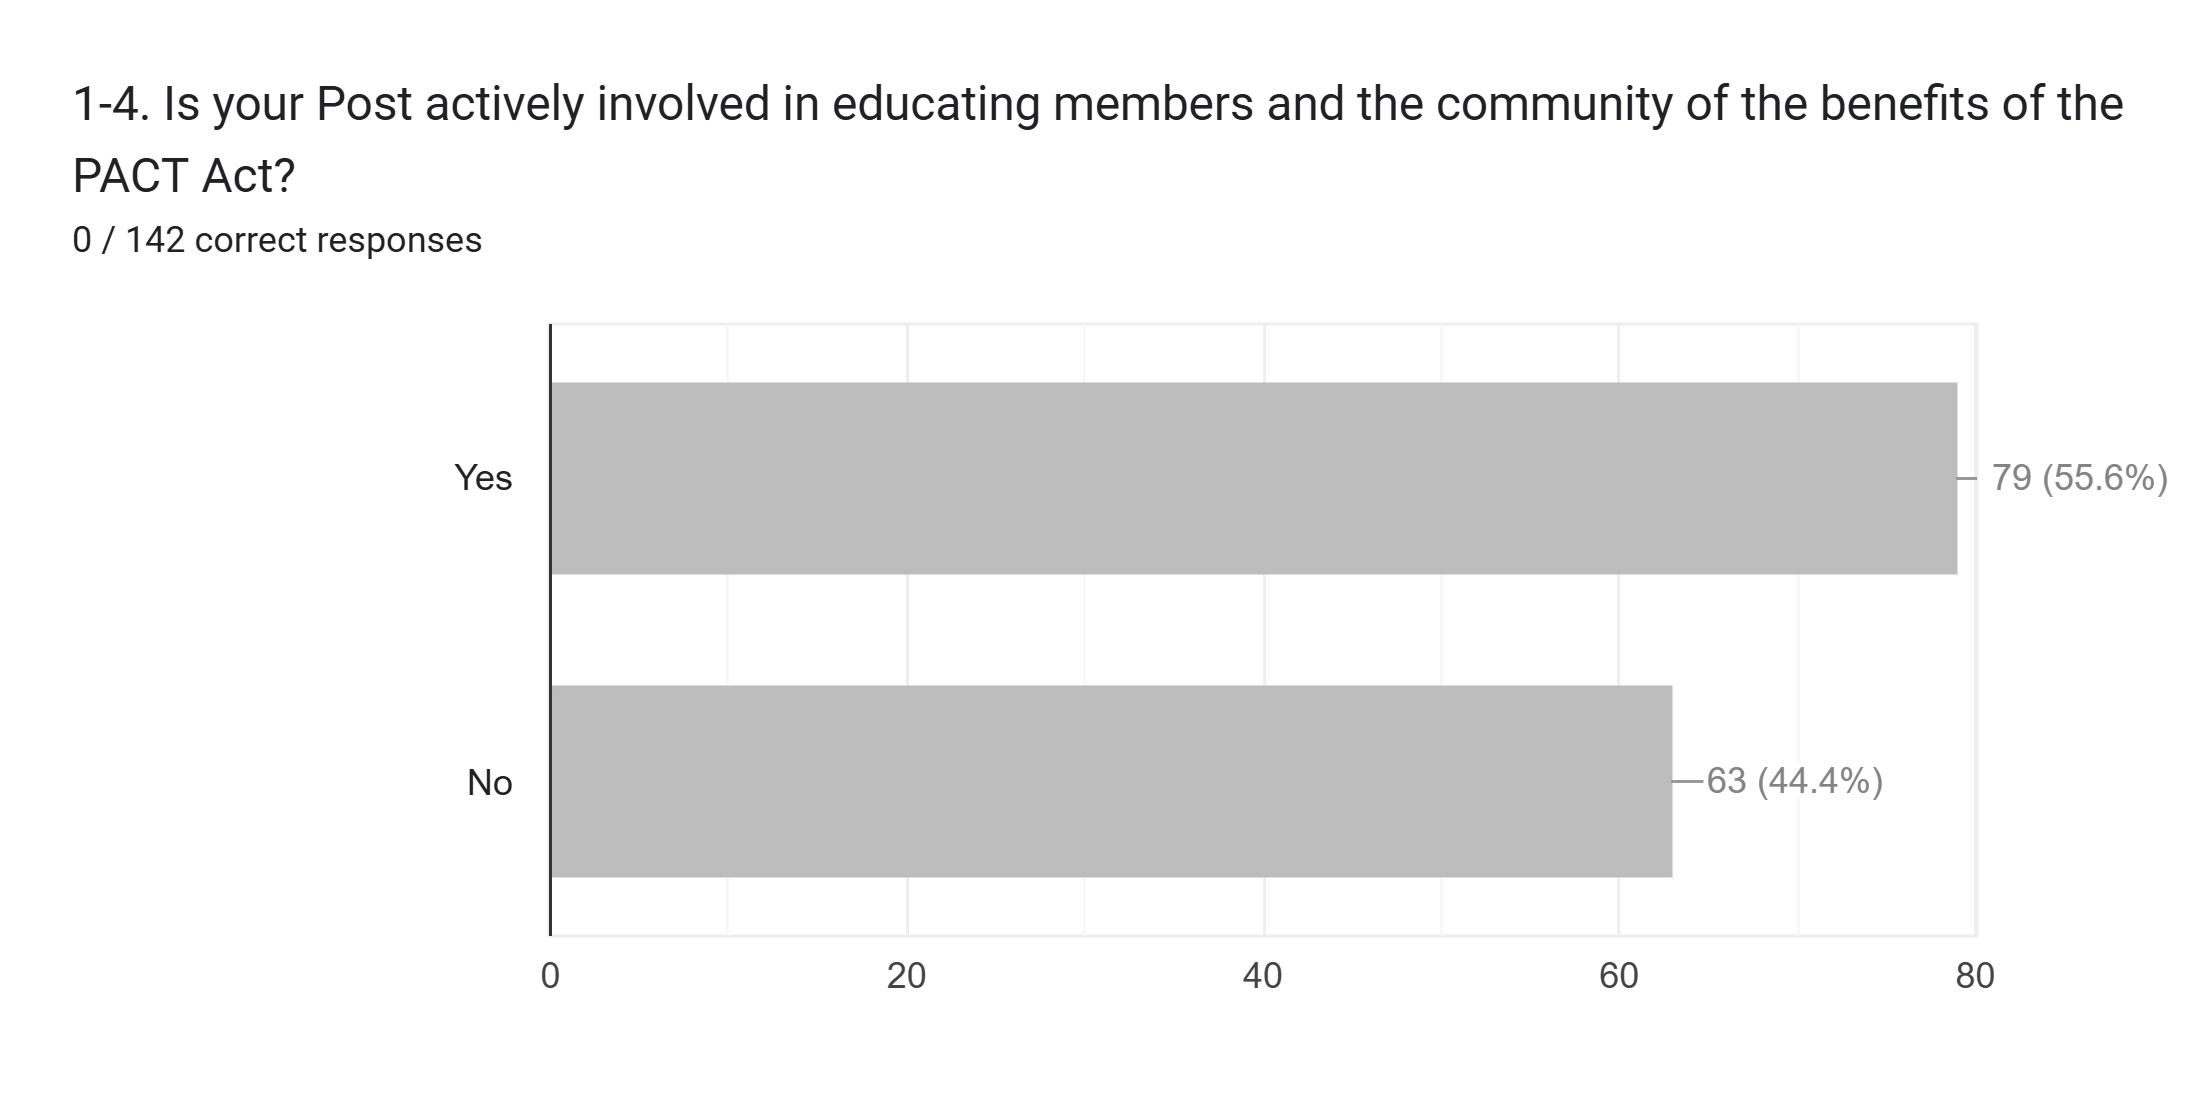 1-4. Is your Post actively involved in educating members and the community of the benefits of the
PACT Act?
0 / 142 correct responses
Yes
79 (55.6%)
No
63 (44.4%)
0 20 40 60 80